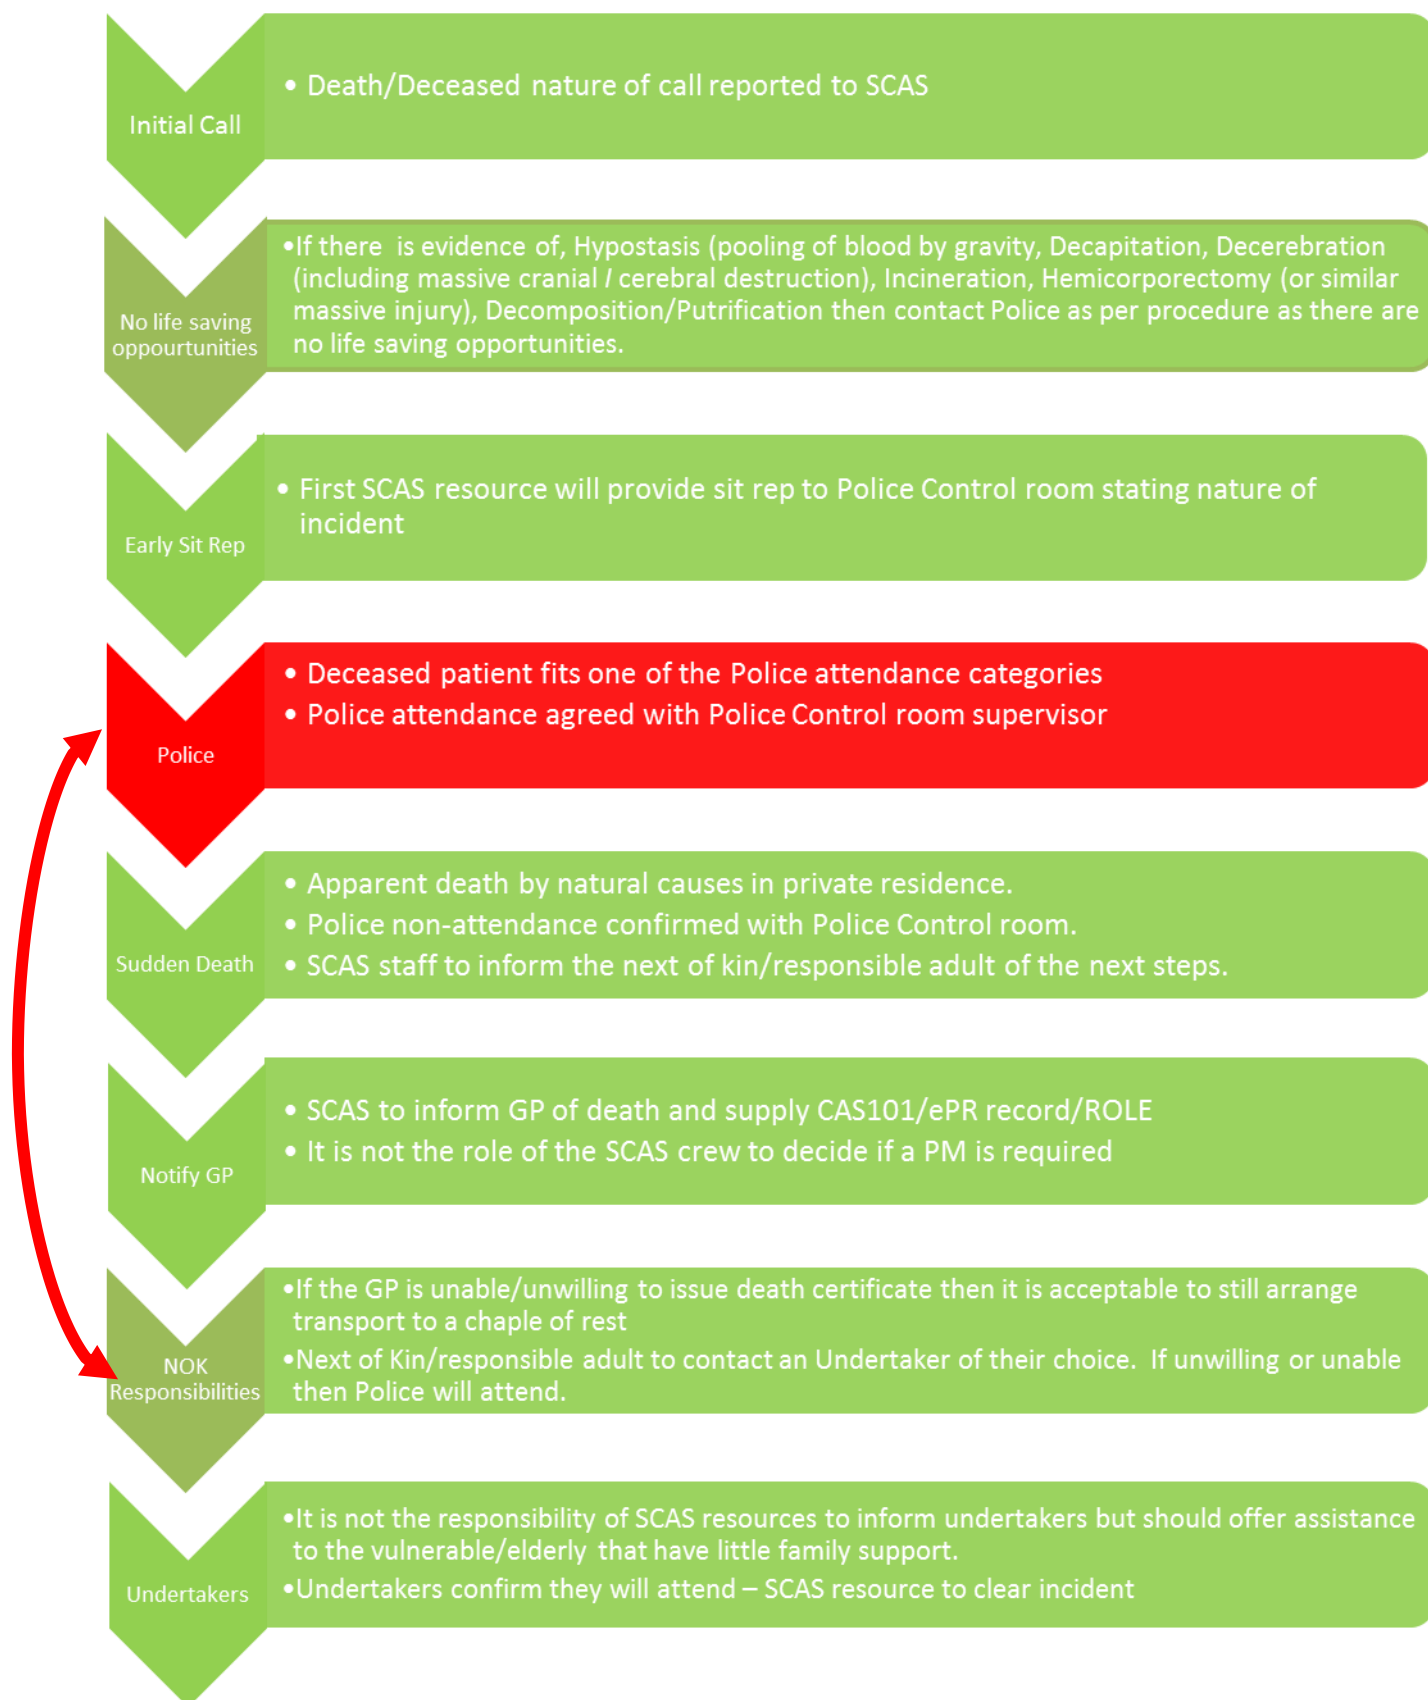 Initial Call
• Death/Deceased nature of call reported to SCAS
No life saving
oppourtunities
•If there is evidence of, Hypostasis (pooling of blood by gravity, Decapitation, Decerebration
(including massive cranial I cerebral destruction), Incineration, Hemicorporectomy (or similar
massive injury), Decomposition/Putrification then contact Police as per procedure as there are
no life saving opportunities.
Early Sit Rep
• First SCAS resource will provide sit rep to Police Control room stating nature of
incident
Police
• Deceased patient fits one of the Police attendance categories
• Police attendance agreed with Police Control room supervisor
Sudden Death
• Apparent death by natural causes in private residence.
• Police non-attendance confirmed with Police Control room.
• SCAS staff to inform the next of kin/responsible adult of the next steps.
Notify GP
• SCAS to inform GP of death and supply CAS101/ePR record/ROLE
• It is not the role of the SCAS crew to decide if a PM is required
NOK
Responsibilities
•If the GP is unable/unwilling to issue death certificate then it is acceptable to still arrange
transport to a chaple of rest
•Next of Kin/responsible adult to contact an Undertaker of their choice. If unwilling or unable
then Police will attend.
Undertakers
•It is not the responsibility of SCAS resources to inform undertakers but should offer assistance
to the vulnerable/elderly that have little family support.
•Undertakers confirm they will attend – SCAS resource to clear incident